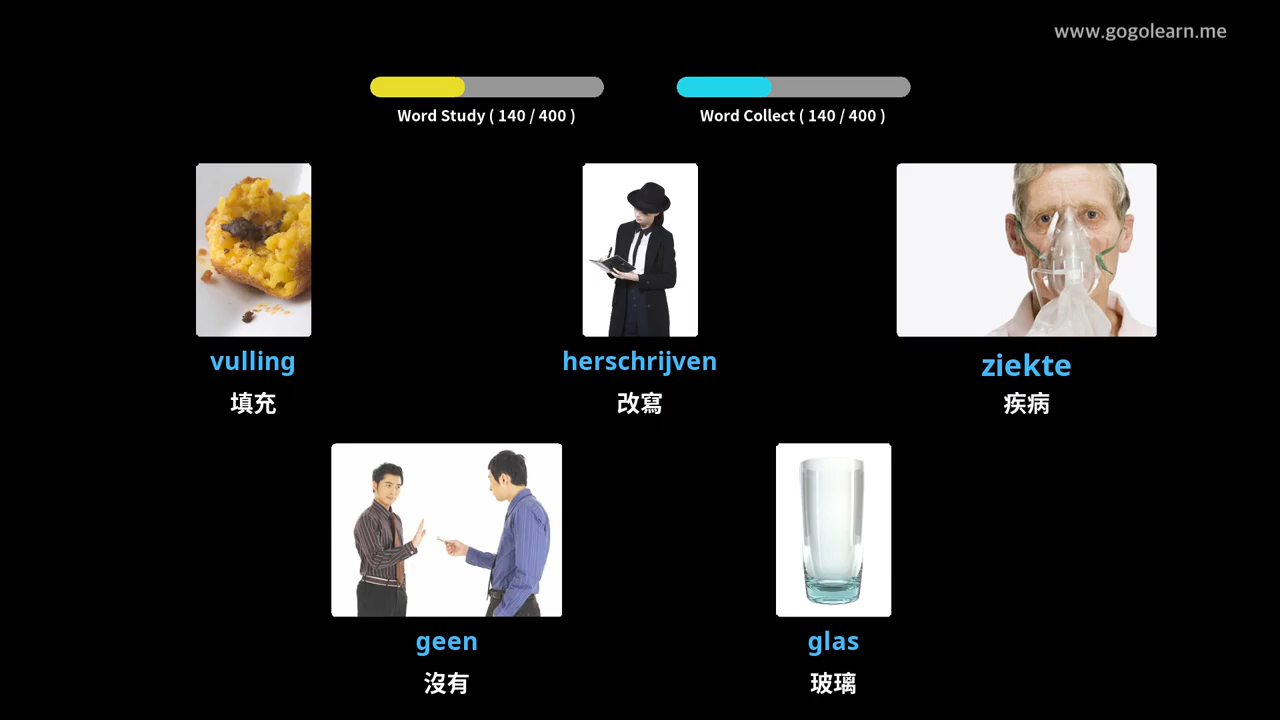 www.gogolearn.me
Word Study ( 140 / 400 )
Word Collect ( 140 / 400 )
vulling
填充
herschrijven
改寫
ziekte
疾病
geen
沒有
glas
玻璃